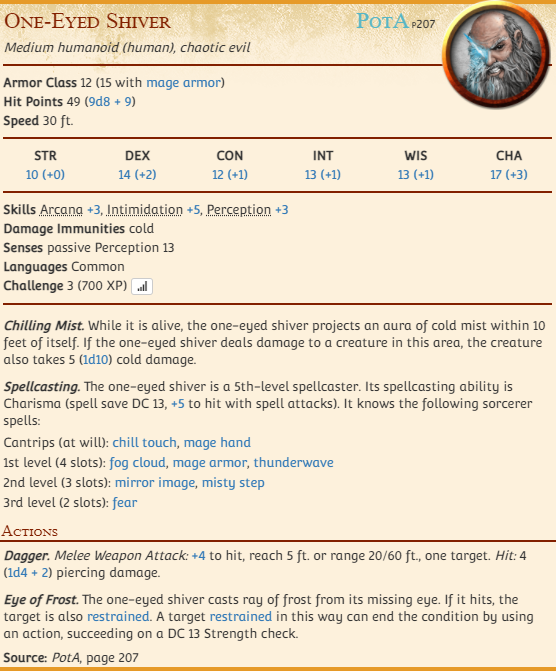 One-Eyed Shiver PotA p207
Medium humanoid (human), chaotic evil
Armor Class 12 (15 with mage armor)
Hit Points 49 (9d8 + 9)
Speed 30 ft.
STR DEX CON INT WIS CHA
10 (+0) 14 (+2) 12 (+1) 13 (+1) 13 (+1) 17 (+3)
Skills Arcana +3, Intimidation +5, Perception +3
Damage Immunities cold
Senses passive Perception 13
Languages Common
Challenge 3 (700 XP)
Chilling Mist. While it is alive, the one-eyed shiver projects an aura of cold mist within 10
feet of itself. If the one-eyed shiver deals damage to a creature in this area, the creature
also takes 5 (1d10) cold damage.
Spellcasting. The one-eyed shiver is a 5th-level spellcaster. Its spellcasting ability is
Charisma (spell save DC 13, +5 to hit with spell attacks). It knows the following sorcerer
spells:
Cantrips (at will): chill touch, mage hand
1st level (4 slots): fog cloud, mage armor, thunderwave
2nd level (3 slots): mirror image, misty step
3rd level (2 slots): fear
Actions
Dagger. Melee Weapon Attack: +4 to hit, reach 5 ft. or range 20/60 ft., one target. Hit: 4
(1d4 + 2) piercing damage.
Eye of Frost. The one-eyed shiver casts ray of frost from its missing eye. If it hits, the
target is also restrained. A target restrained in this way can end the condition by using
an action, succeeding on a DC 13 Strength check.
Source: PotA, page 207